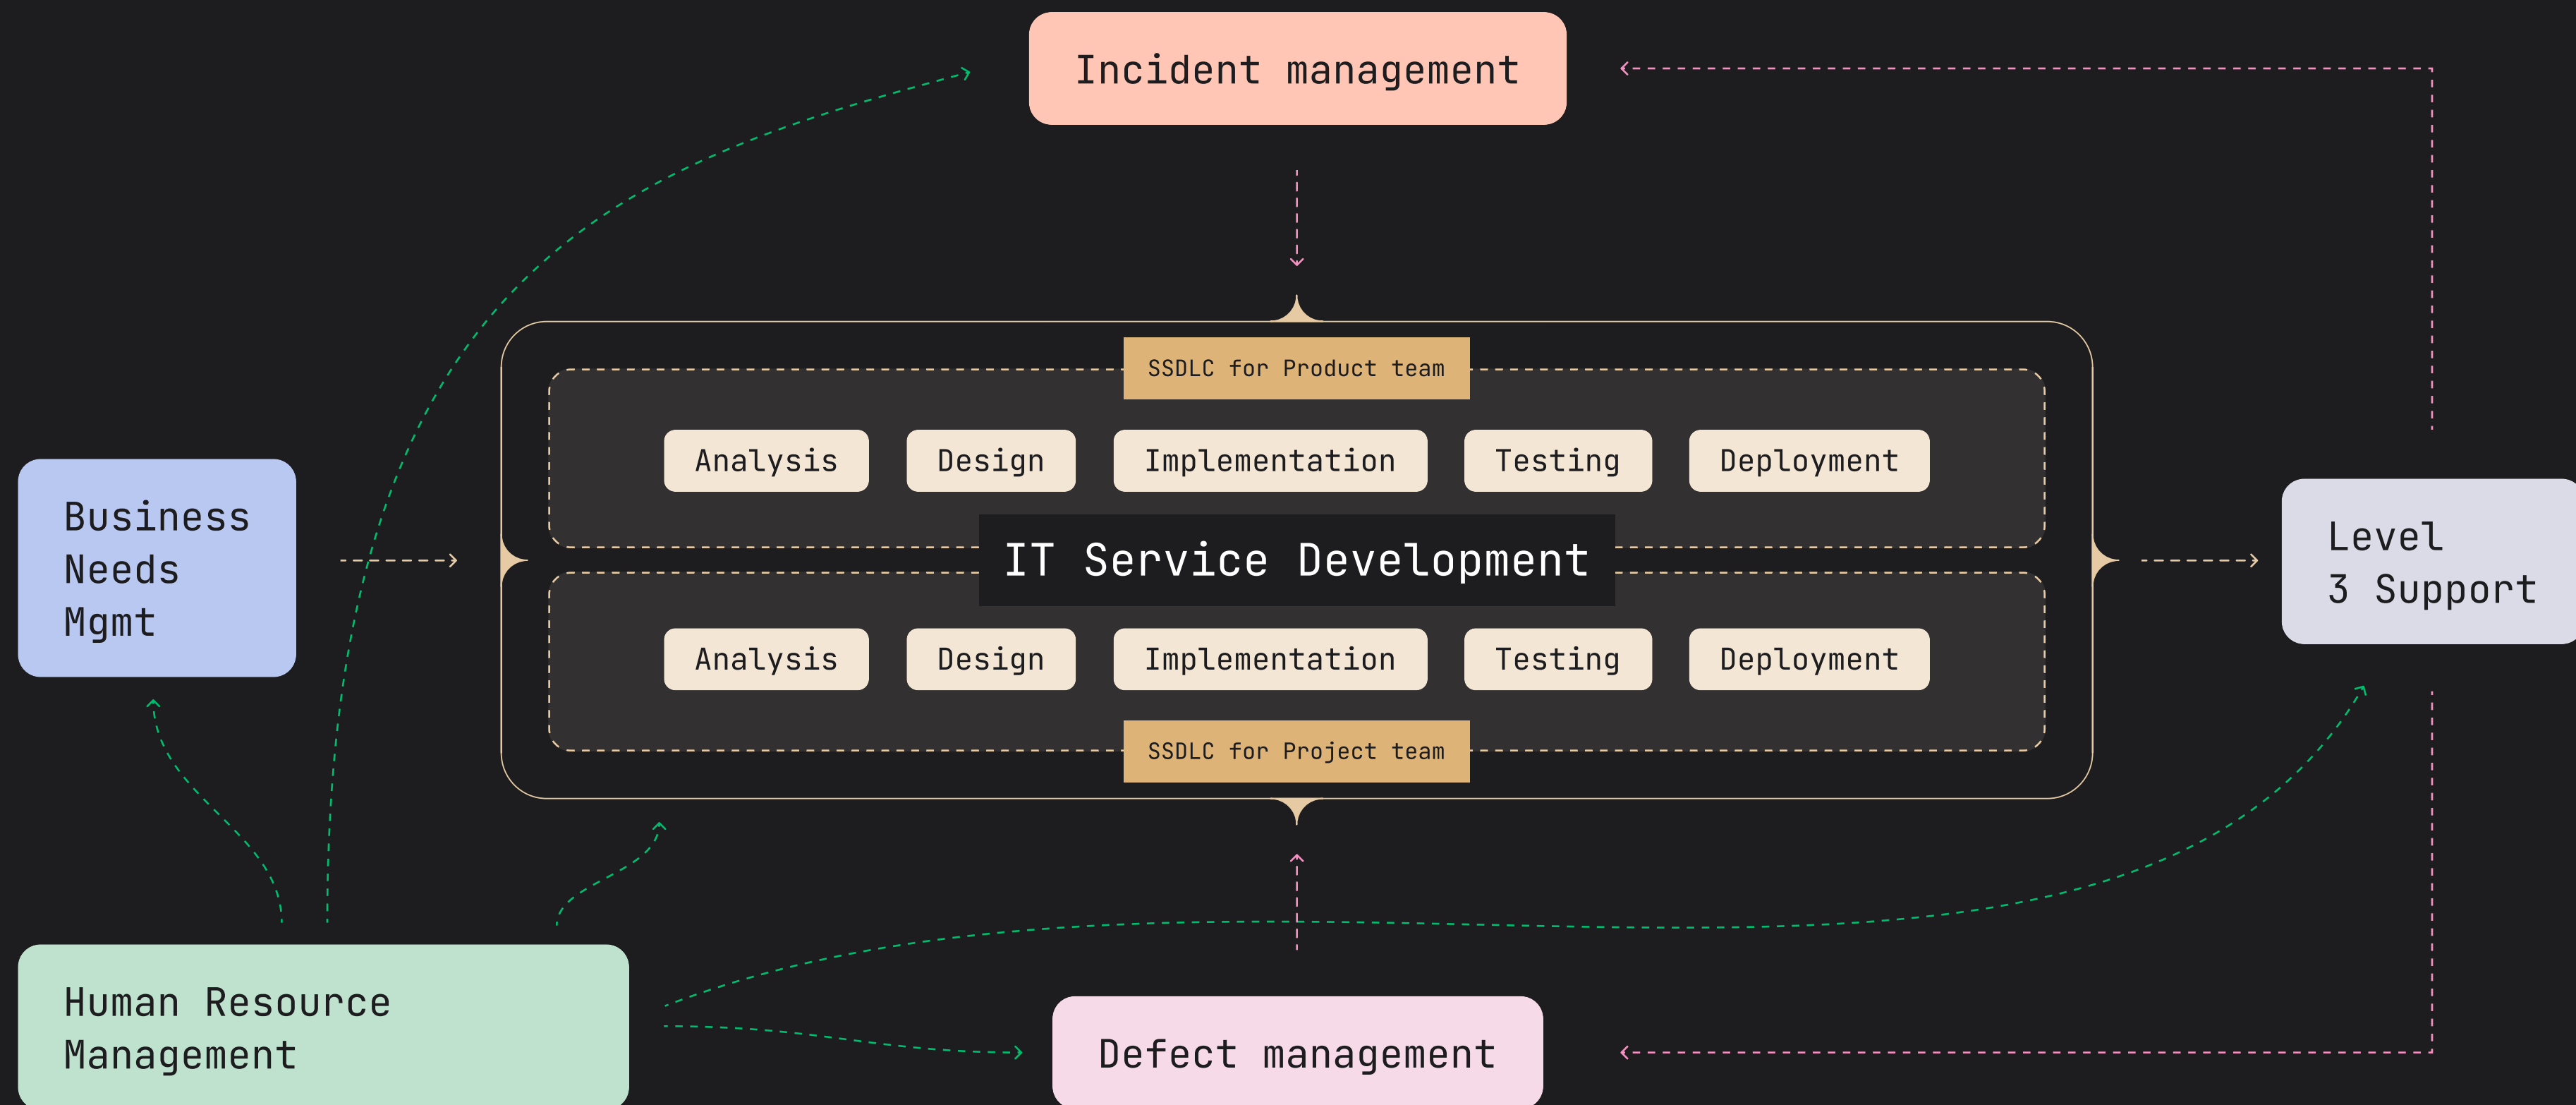 Incident management
SSDLC for Product team
Analysis
Design
Implementation
Testing
Deployment
Business
Needs
Mgmt
IT Service Development
Level
3 Support
Analysis
Design
Implementation
Testing
Deployment
SSDLC for Project team
Human Resource
Management
Defect management